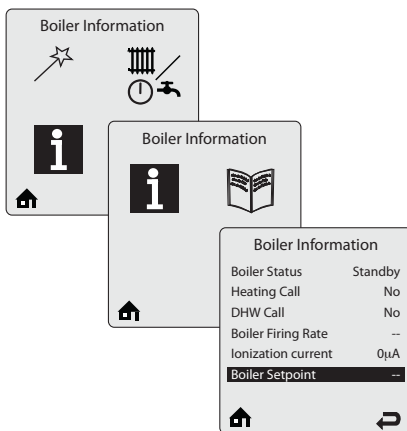 Boiler Information
Boiler Information
Boiler Information
Boiler Status Standby
Heating Call No
DHW Call No
Boiler Firing Rate --
Ionization current 0µA
Boiler Setpoint --